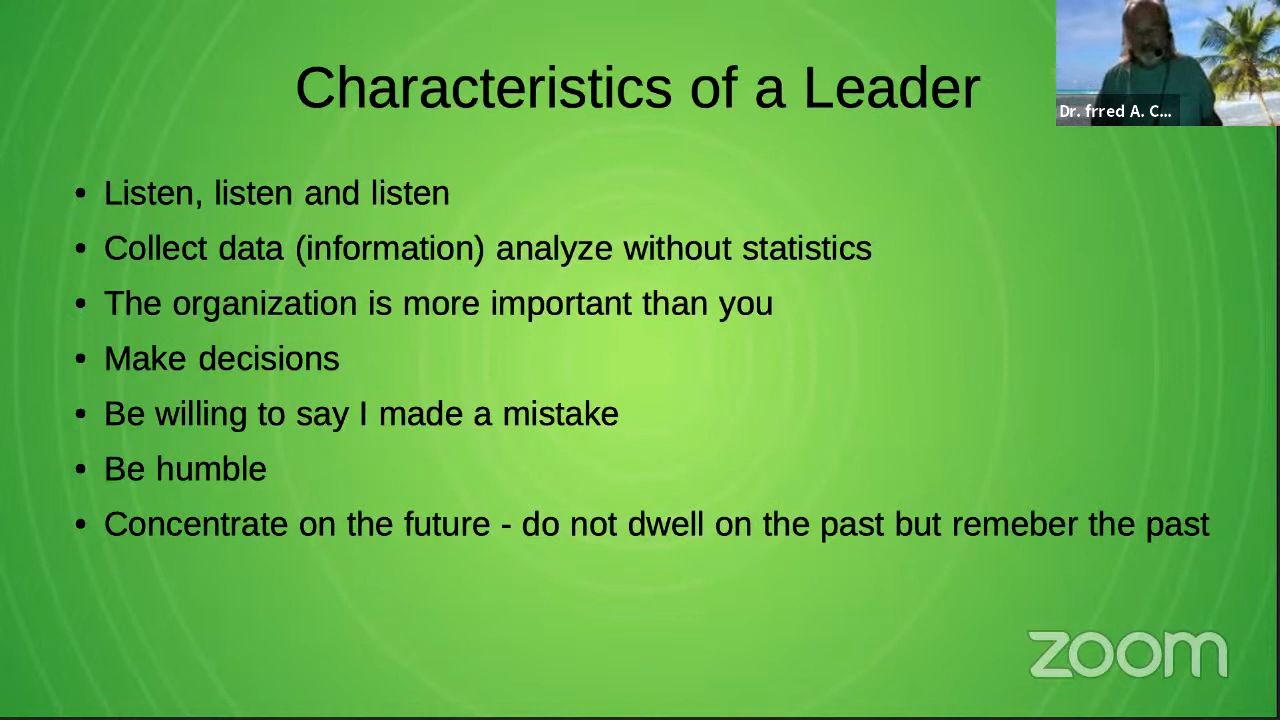 Characteristics of a Leader
Dr. frred A. C...
• Listen, listen and listen
• Collect data (information) analyze without statistics
• The organization is more important than you
• Make decisions
• Be willing to say I made a mistake
• Be humble
• Concentrate on the future - do not dwell on the past but remeber the past
zoom